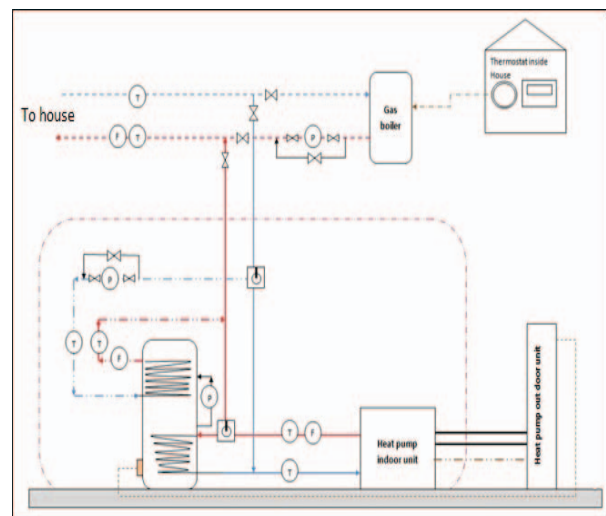 Thermostat inside
House
T
Gas
boiler
To house
F
T
P
P
T
T
F
P
T
F
T
Heat pump
indoor unit
Heat pump out door unit